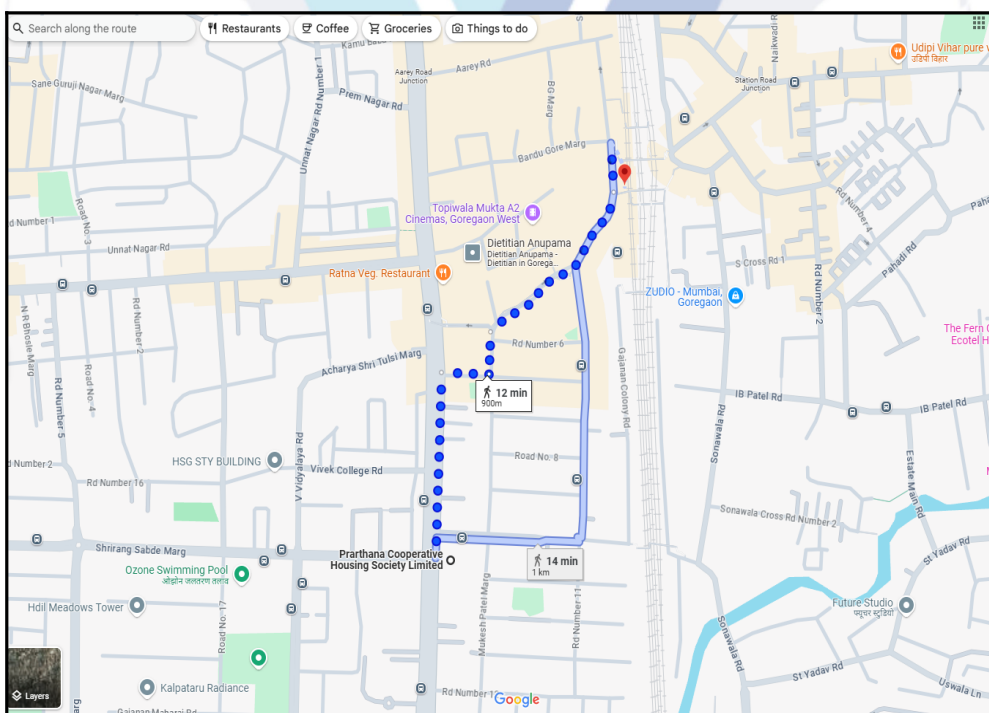 Search along the route
Restaurants
Coffee
Groceries
Things to do
Aarey Road
Junction
Aarey Rd
Sane Guruji Nagar Marg
Prem Nagar Rd
Unnat Nagar Rd Number 1
BG Marg
Naikwadi R
Station Road
Junction
Udipi Vihar pure v
उडिपी विहार
Bandu Gore Marg
Road No. 3
d Number 1
Topiwala Mukta A2
Cinemas, Goregaon West
Rd Number 4
Paha
Unnat Nagar Rd
Dietitian Anupama
Dietitian Anupama -
Dietitian in Gorega...
Ratna Veg. Restaurant
S Cross Rd 1
Pahadi Rd
ZUDIO - Mumbai,
Goregaon
Rd Number 2
N R Bhosle Marg
Rd Number 2
The Fern G
Ecotel H
Rd Number 6
Acharya Shri Tulsi Marg
Gajanan Colony Rd
Road No. 4
Rd Number 5
12 min
900m
IB Patel Rd
IB Patel Rd
Sonawala Rd
V Vidyalaya Rd
HSG STY BUILDING
Vivek College Rd
Road No. 8
d Number 2
Rd Number 16
Estate Main Rd
Sonawala Cross Rd Number 2
Shrirang Sabde Marg
Prarthana Cooperative
Housing Society Limited
14 min
1 km
St Yadav Rd
Ozone Swimming Pool
ओझोन जलतरण तलाव
Hdil Meadows Tower
Road No. 17
Mukesh Patel Marg
Rd Number 11
Future Studio
फ्यूचर स्टुडियो
Sonawala Rd
St Yadav Rd
Uswala Ln
Layers
Kalpataru Radiance
Google
Gajanan Maharaj Rd